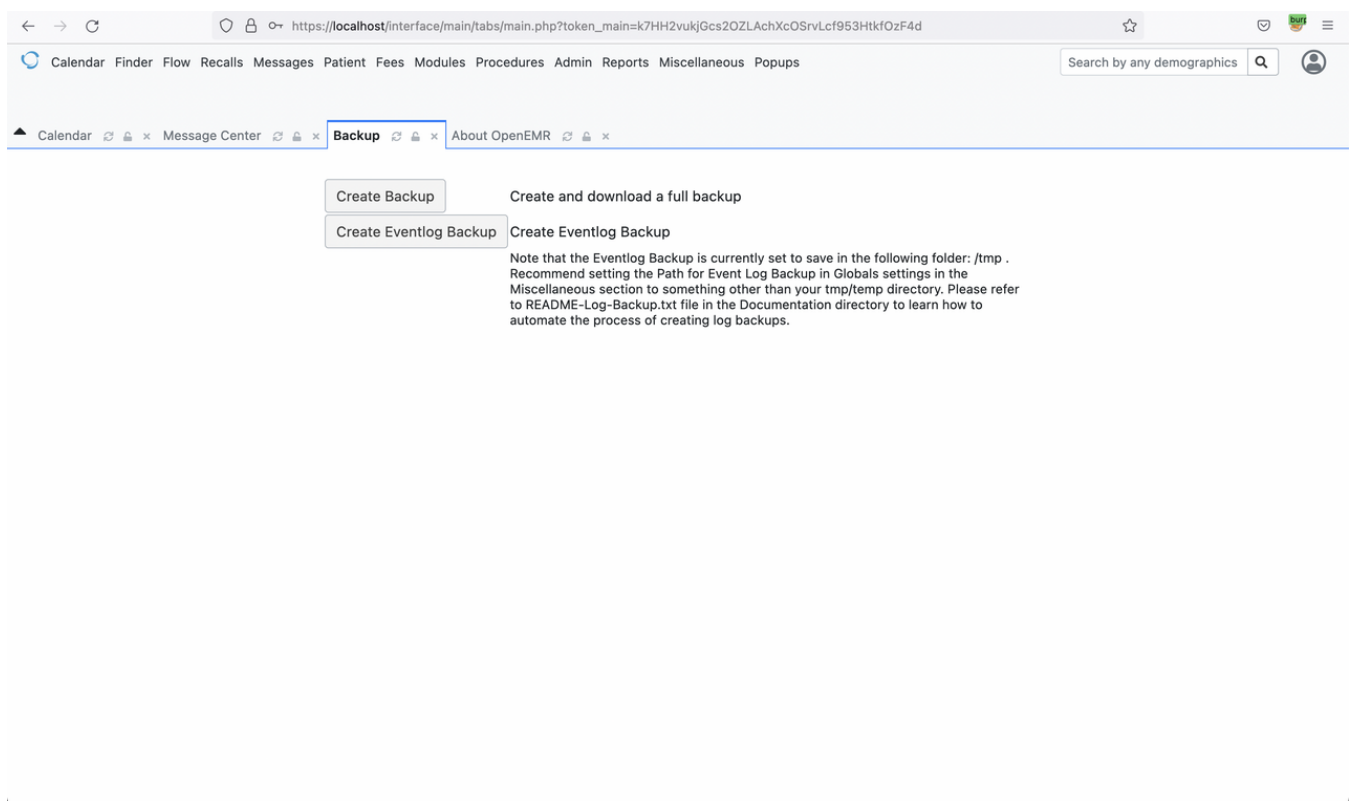 https://localhost/interface/main/tabs/main.php?token_main=k7HH2vukjGcs2OZLAchXcOSrvLcf953HtkfOzF4d
burp
Calendar Finder Flow Recalls Messages Patient Fees Modules Procedures Admin Reports Miscellaneous Popups
Search by any demographics
Calendar × Message Center × Backup × About OpenEMR ×
Create Backup Create and download a full backup
Create Eventlog Backup Create Eventlog Backup
Note that the Eventlog Backup is currently set to save in the following folder: /tmp .
Recommend setting the Path for Event Log Backup in Globals settings in the
Miscellaneous section to something other than your tmp/temp directory. Please refer
to README-Log-Backup.txt file in the Documentation directory to learn how to
automate the process of creating log backups.